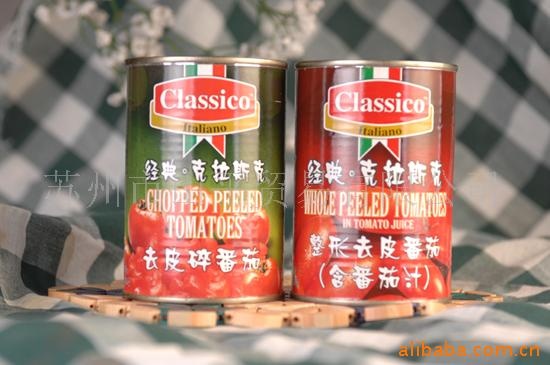 Classico
Italiano
经典·克拉斯克
CHOPPED PEELED
TOMATOES
去皮碎番茄
Classico
Italiano
经典·克拉斯克
WHOLE PEELED TOMATOES
IN TOMATO JUICE
整形去皮番茄
(含番茄汁)
alibaba.com.cn